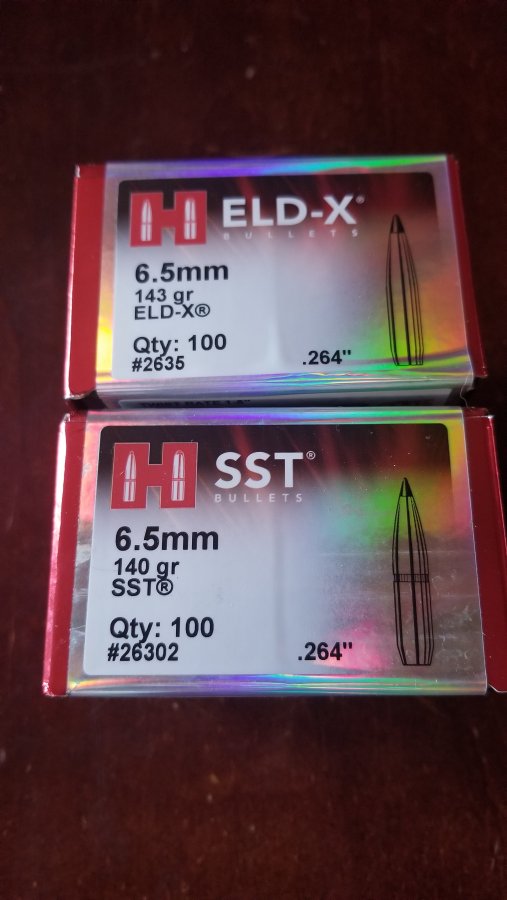 ELD-X®
BULLETS
6.5mm
143 gr
ELD-X®
Qty: 100
#2635
.264"
SST®
BULLETS
6.5mm
140 gr
SST®
Qty: 100
#26302
.264"